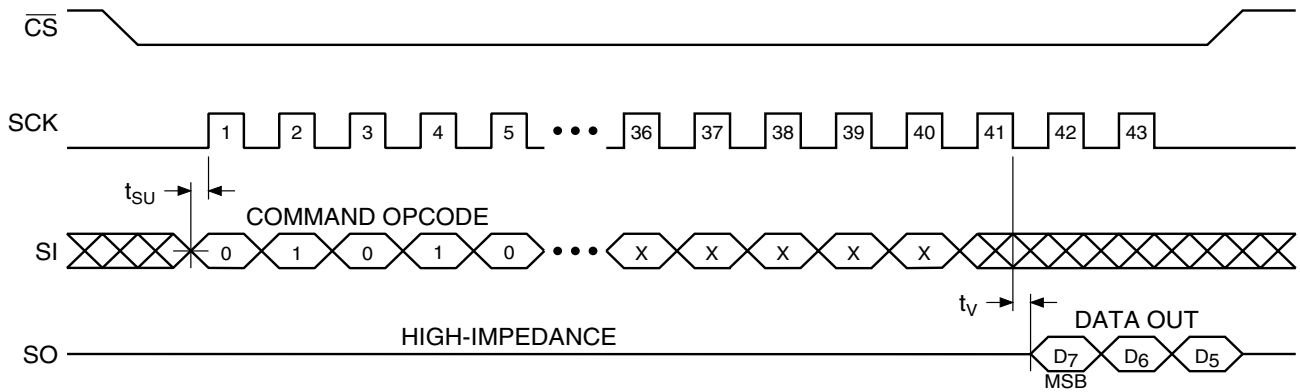 CS
SCK
1 2 3 4 5 ••• 36 37 38 39 40 41 42 43
tSU
COMMAND OPCODE
SI
0 1 0 1 0 ••• X X X X X
tV
DATA OUT
HIGH-IMPEDANCE
SO
D7 D6 D5
MSB